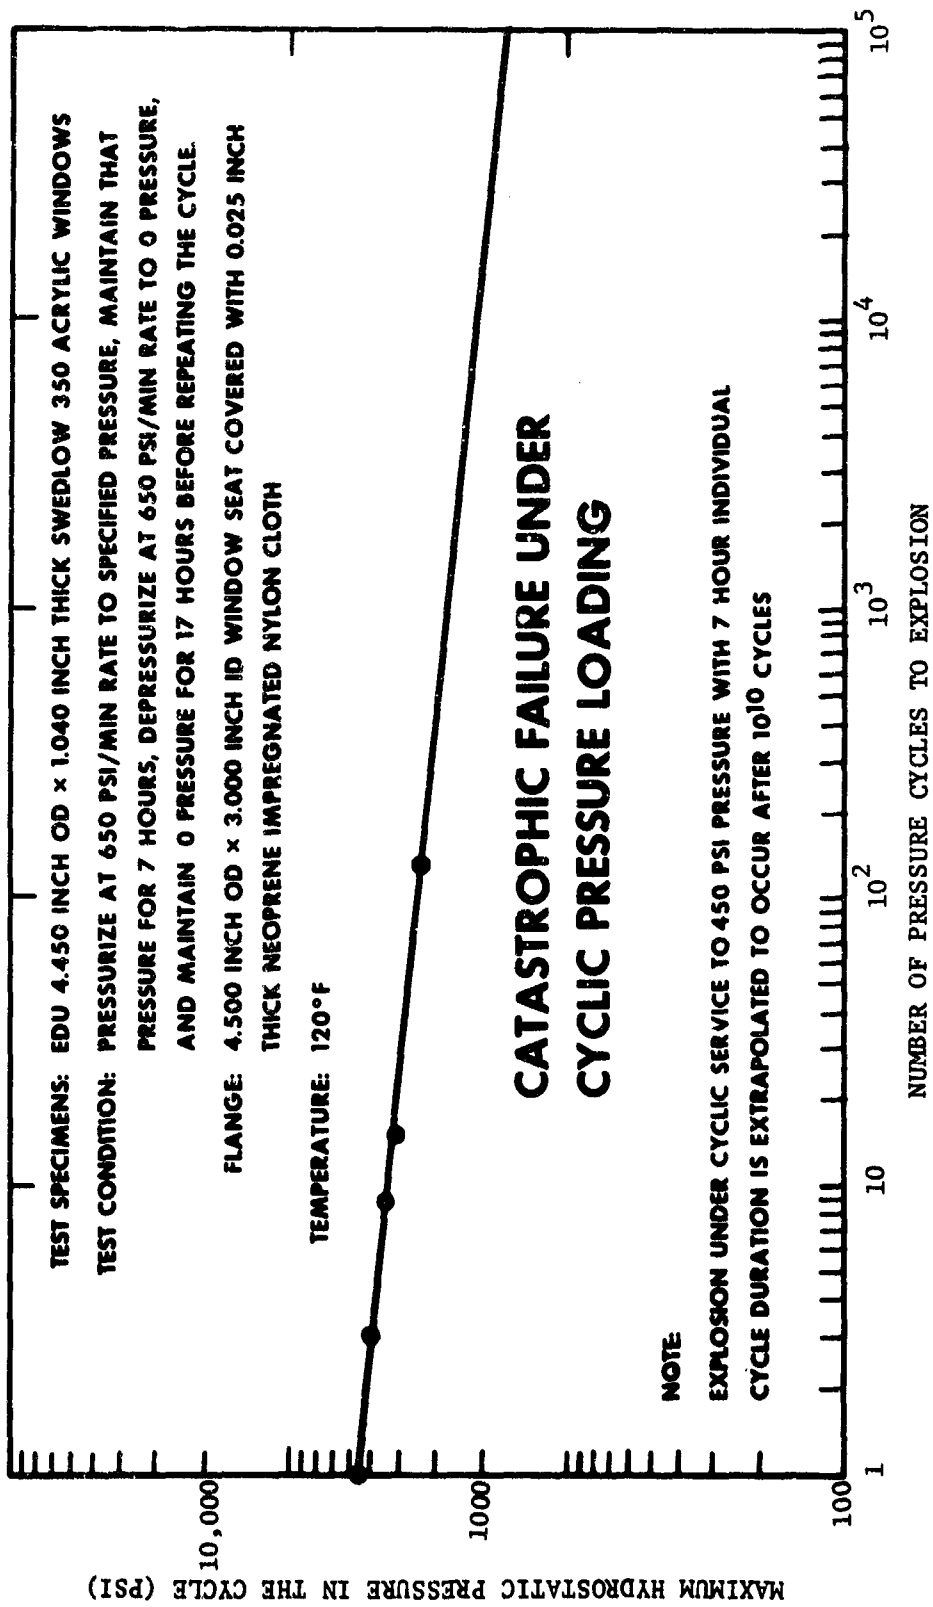 TEST SPECIMENS: EDU 4.450 INCH OD × 1.040 INCH THICK SWEDLOW 350 ACRYLIC WINDOWS
TEST CONDITION: PRESSURIZE AT 650 PSI/MIN RATE TO SPECIFIED PRESSURE, MAINTAIN THAT
PRESSURE FOR 7 HOURS, DEPRESSURIZE AT 650 PSI/MIN RATE TO 0 PRESSURE,
AND MAINTAIN 0 PRESSURE FOR 17 HOURS BEFORE REPEATING THE CYCLE.
FLANGE: 4.500 INCH OD × 3.000 INCH ID WINDOW SEAT COVERED WITH 0.025 INCH
THICK NEOPRENE IMPREGNATED NYLON CLOTH
TEMPERATURE: 120°F
CATASTROPHIC FAILURE UNDER
CYCLIC PRESSURE LOADING
NOTE:
EXPLOSION UNDER CYCLIC SERVICE TO 450 PSI PRESSURE WITH 7 HOUR INDIVIDUAL
CYCLE DURATION IS EXTRAPOLATED TO OCCUR AFTER 10¹⁰ CYCLES
MAXIMUM HYDROSTATIC PRESSURE IN THE CYCLE (PSI)
10,000
1000
100
1 10 10² 10³ 10⁴ 10⁵
NUMBER OF PRESSURE CYCLES TO EXPLOSION